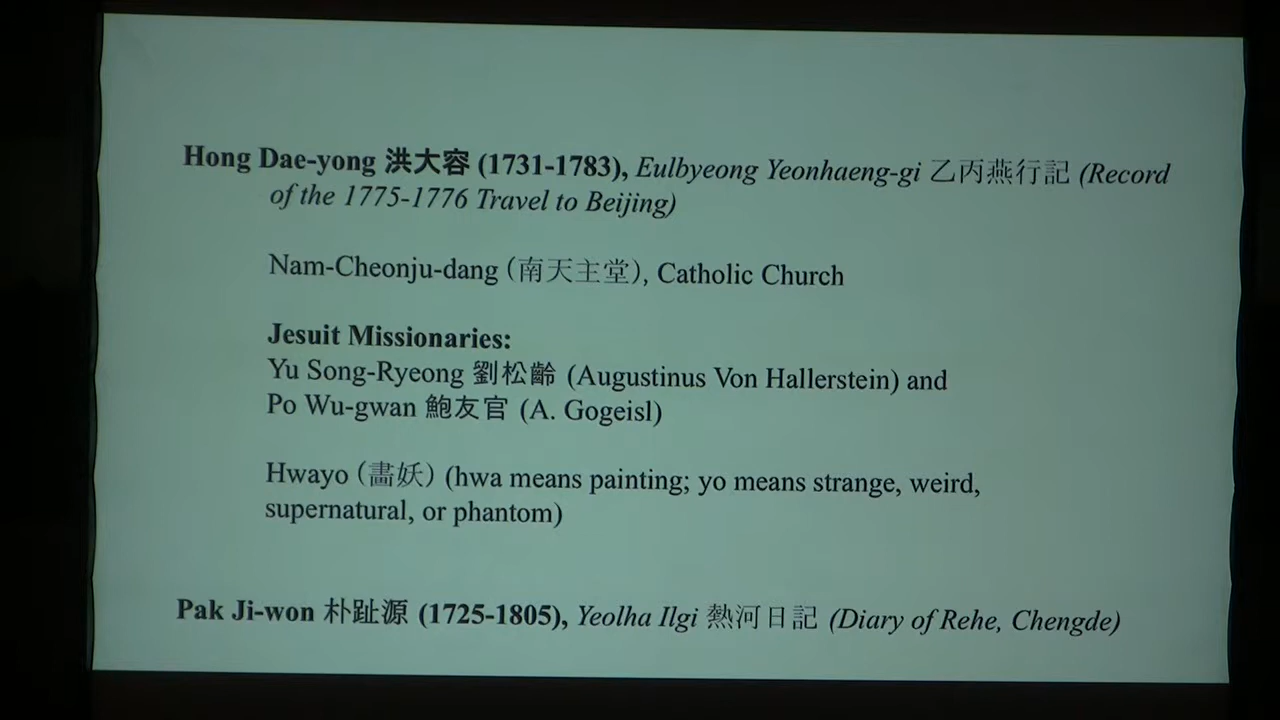 Hong Dae-yong 洪大容 (1731-1783), Eulbyeong Yeonhaeng-gi 乙丙燕行記 (Record
of the 1775-1776 Travel to Beijing)
Nam-Cheonju-dang (南天主堂), Catholic Church
Jesuit Missionaries:
Yu Song-Ryeong 劉松齡 (Augustinus Von Hallerstein) and
Po Wu-gwan 鮑友官 (A. Gogeisl)
Hwayo (畵妖) (hwa means painting; yo means strange, weird,
supernatural, or phantom)
Pak Ji-won 朴趾源 (1725-1805), Yeolha Ilgi 熱河日記 (Diary of Rehe, Chengde)